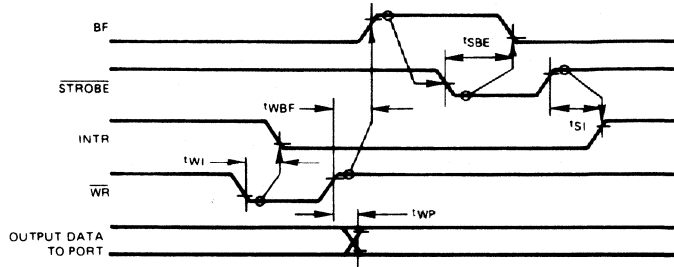 BF
tSBE
STROBE
tWBF
tSI
INTR
tWI
WR
tWP
OUTPUT DATA
TO PORT